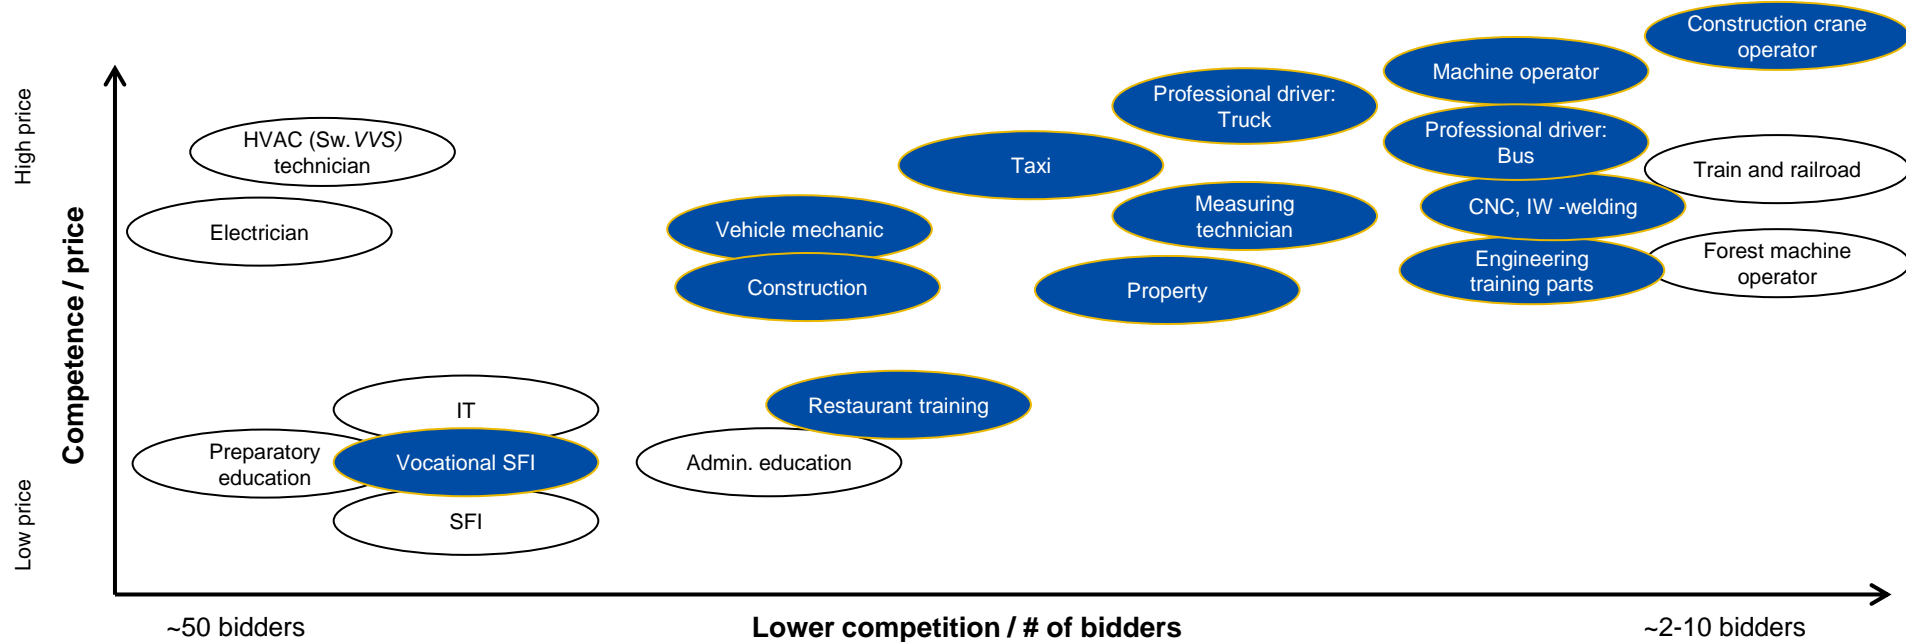 Construction crane
operator
Machine operator
Professional driver:
Truck
High price
HVAC (Sw. VVS)
technician
Professional driver:
Bus
Taxi
Train and railroad
Measuring
technician
CNC, IW -welding
Electrician
Vehicle mechanic
Engineering
training parts
Forest machine
operator
Construction
Property
Competence / price
IT
Restaurant training
Preparatory
education
Vocational SFI
Admin. education
SFI
Low price
~50 bidders
Lower competition / # of bidders
~2-10 bidders